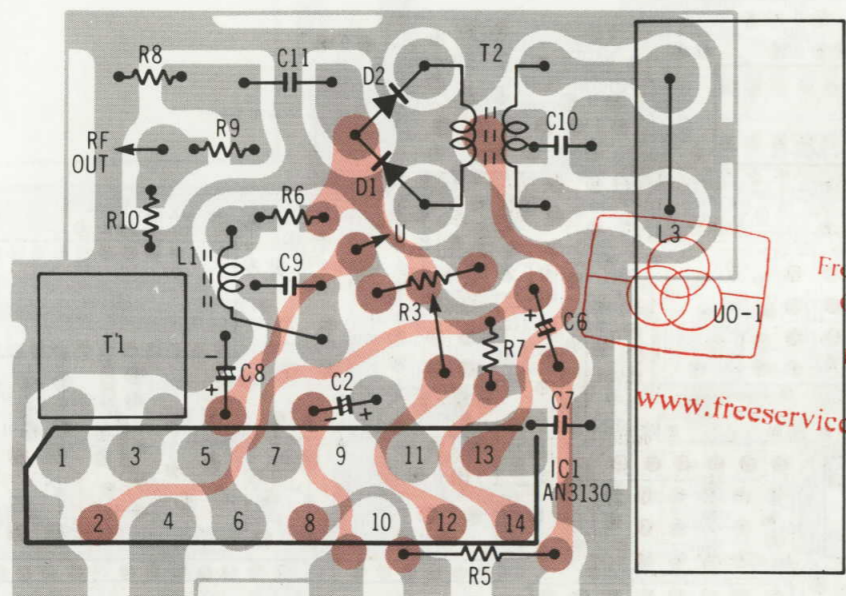 R8
C11
D2
T2
RF
OUT
R9
C10
D1
R10
R6
U
L1
C9
L3
Fre
R3
UO-1
T1
C8
R7
C6
C2
C7
www.freeservice
1
3
5
7
9
11
13
IC1
AN3130
2
4
6
8
10
12
14
R5
- +
- +
+ -